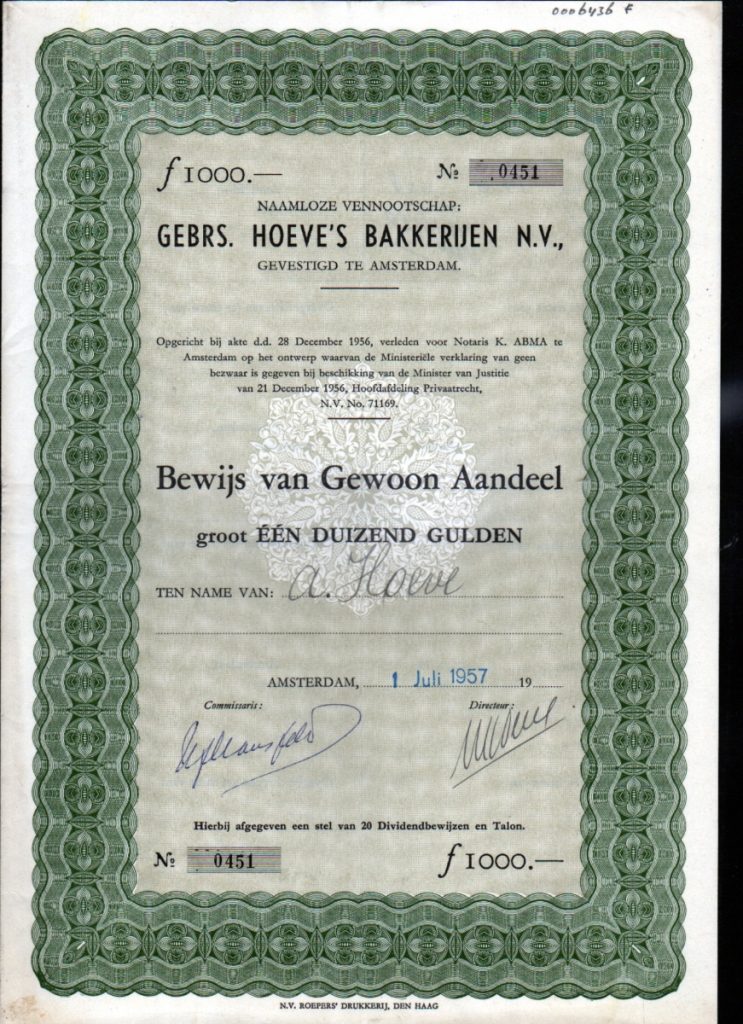 0006436 f
f 1000.— № 0451
NAAMLOZE VENNOOTSCHAP:
GEBRS. HOEVE'S BAKKERIJEN N.V.,
GEVESTIGD TE AMSTERDAM.
Opgericht bij akte d.d. 28 December 1956, verleden voor Notaris K. ABMA te
Amsterdam op het ontwerp waarvan de Ministeriële verklaring van geen
bezwaar is gegeven bij beschikking van de Minister van Justitie
van 21 December 1956, Hoofdafdeling Privaatrecht,
N.V. No. 71169.
Bewijs van Gewoon Aandeel
groot ÉÉN DUIZEND GULDEN
TEN NAME VAN: A. Hoeve
AMSTERDAM, 1 Juli 1957 19
Commissaris: Directeur:
Hierbij afgegeven een stel van 20 Dividendbewijzen en Talon.
№ 0451 f 1000.—
N.V. ROEPERS' DRUKKERIJ, DEN HAAG